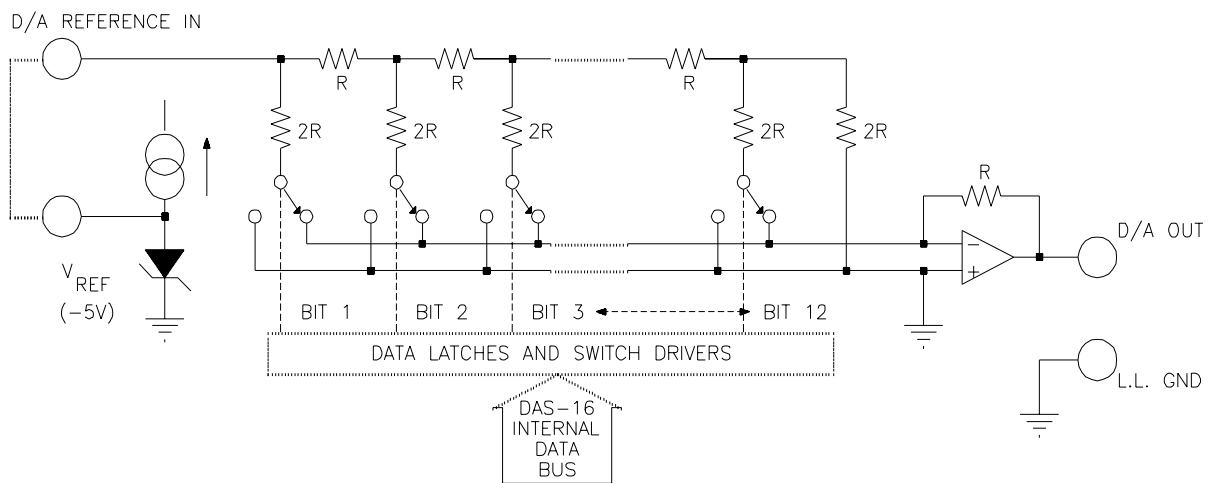 D/A REFERENCE IN
R
R
R
2R
2R
2R
2R
2R
R
D/A OUT
V REF
(-5V)
BIT 1
BIT 2
BIT 3
BIT 12
DATA LATCHES AND SWITCH DRIVERS
L.L. GND
DAS-16
INTERNAL
DATA
BUS